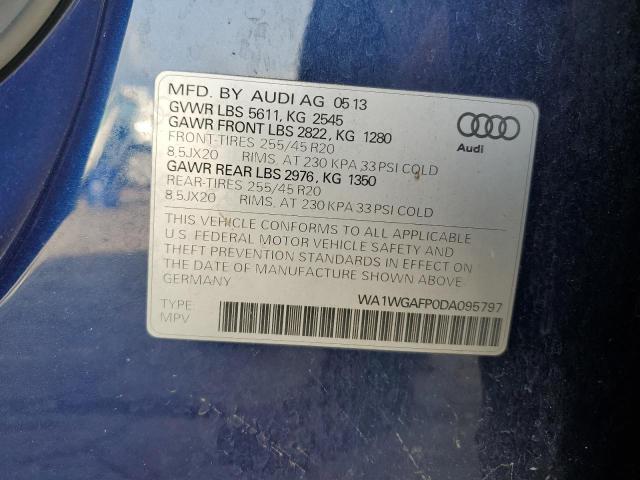 MFD. BY AUDI AG 05 13
GVWR LBS 5611, KG 2545
GAWR FRONT LBS 2822, KG 1280
FRONT-TIRES 255/45 R20
8,5JX20 RIMS, AT 230 KPA 33 PSI COLD
GAWR REAR LBS 2976, KG 1350
REAR-TIRES 255/45 R20
8,5JX20 RIMS, AT 230 KPA 33 PSI COLD
Audi
THIS VEHICLE CONFORMS TO ALL APPLICABLE
U.S. FEDERAL MOTOR VEHICLE SAFETY AND
THEFT PREVENTION STANDARDS IN EFFECT ON
THE DATE OF MANUFACTURE SHOWN ABOVE
GERMANY
WA1WGAFP0DA095797
TYPE
MPV